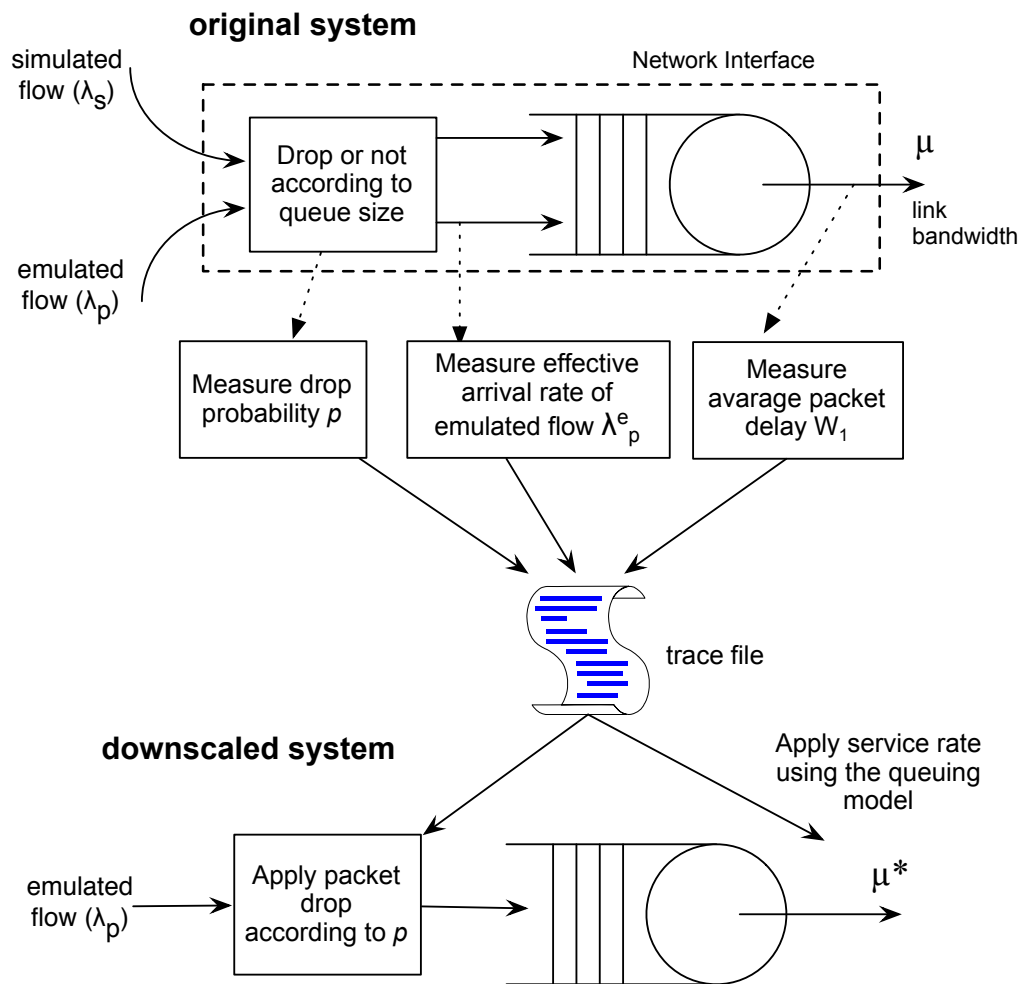 original system
simulated
flow (λs)
Network Interface
Drop or not
according to
queue size
μ
link
bandwidth
emulated
flow (λp)
Measure drop
probability p
Measure effective
arrival rate of
emulated flow λᵉp
Measure
avarage packet
delay W₁
trace file
downscaled system
Apply service rate
using the queuing
model
emulated
flow (λp)
Apply packet
drop
according to p
μ*